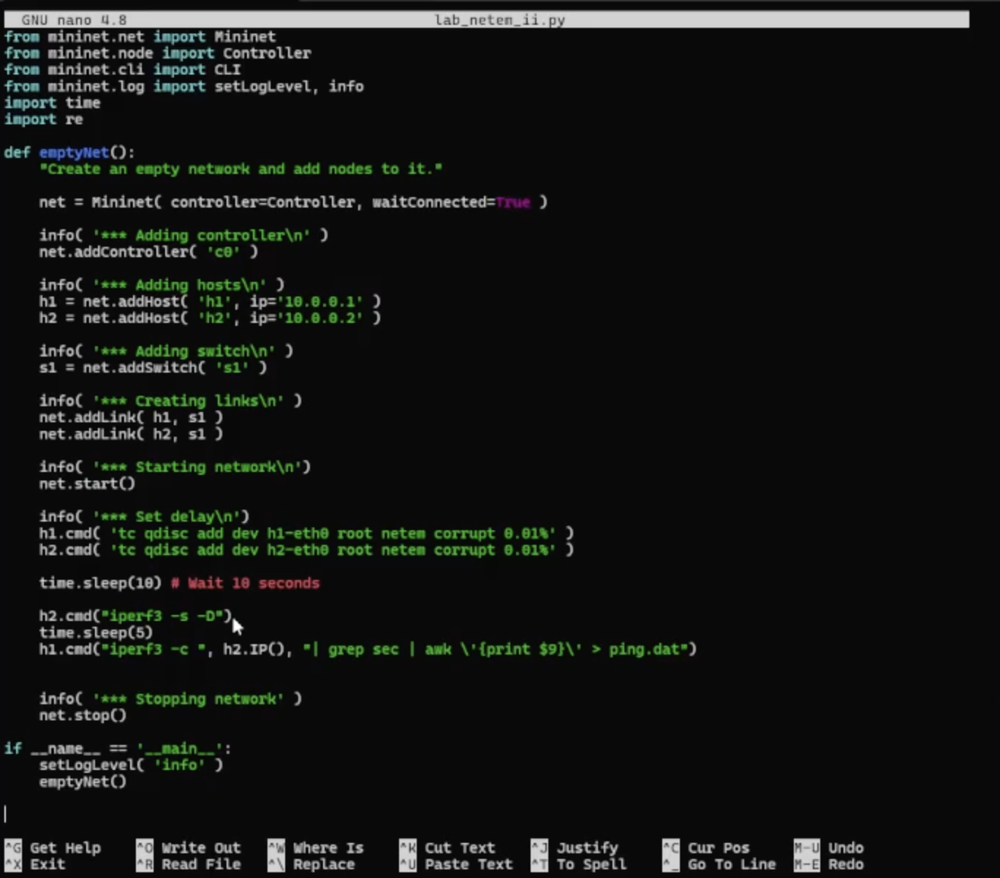 GNU nano 4.8 lab_netem_ii.py
from mininet.net import Mininet
from mininet.node import Controller
from mininet.cli import CLI
from mininet.log import setLogLevel, info
import time
import re
def emptyNet():
    "Create an empty network and add nodes to it."
    net = Mininet( controller=Controller, waitConnected=True )
    info( '*** Adding controller\n' )
    net.addController( 'c0' )
    info( '*** Adding hosts\n' )
    h1 = net.addHost( 'h1', ip='10.0.0.1' )
    h2 = net.addHost( 'h2', ip='10.0.0.2' )
    info( '*** Adding switch\n' )
    s1 = net.addSwitch( 's1' )
    info( '*** Creating links\n' )
    net.addLink( h1, s1 )
    net.addLink( h2, s1 )
    info( '*** Starting network\n')
    net.start()
    info( '*** Set delay\n')
    h1.cmd( 'tc qdisc add dev h1-eth0 root netem corrupt 0.01%' )
    h2.cmd( 'tc qdisc add dev h2-eth0 root netem corrupt 0.01%' )
    time.sleep(10) # Wait 10 seconds
    h2.cmd("iperf3 -s -D")
    time.sleep(5)
    h1.cmd("iperf3 -c ", h2.IP(), "| grep sec | awk \'{print $9}\' > ping.dat")
    info( '*** Stopping network' )
    net.stop()
if __name__ == '__main__':
    setLogLevel( 'info' )
    emptyNet()
^G Get Help ^O Write Out ^W Where Is ^K Cut Text ^J Justify ^C Cur Pos M-U Undo
^X Exit ^R Read File ^\ Replace ^U Paste Text ^T To Spell ^_ Go To Line M-E Redo